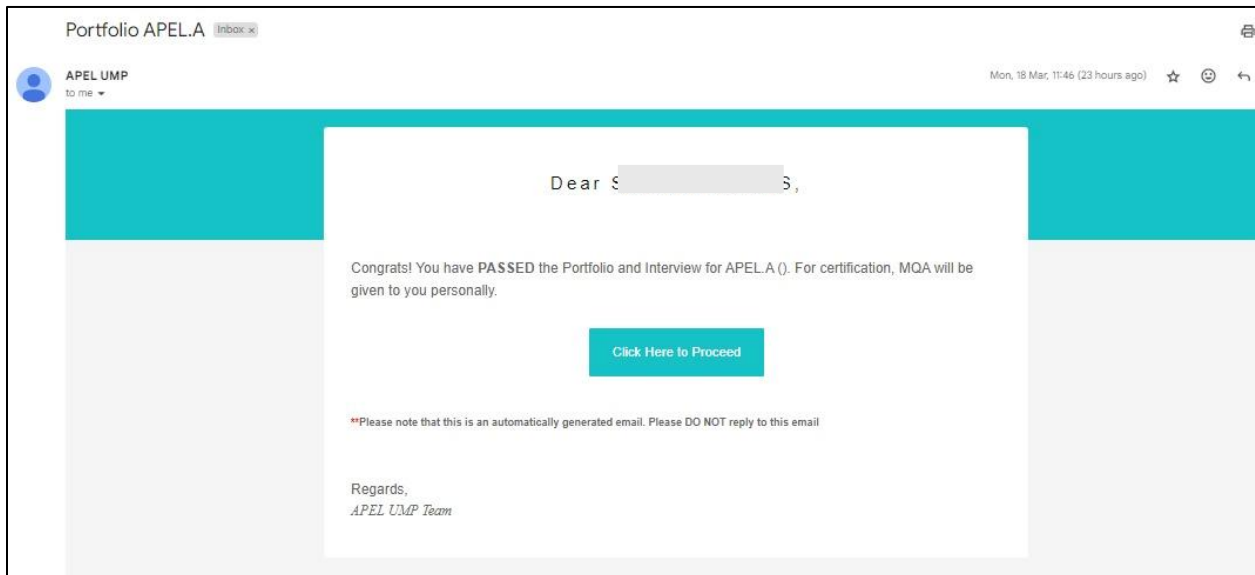 Portfolio APEL.A Inbox x
APEL UMP
Mon, 18 Mar, 11:46 (23 hours ago)
to me
Dear S S,
Congrats! You have PASSED the Portfolio and Interview for APEL.A (). For certification, MQA will be
given to you personally.
Click Here to Proceed
**Please note that this is an automatically generated email. Please DO NOT reply to this email
Regards,
APEL UMP Team